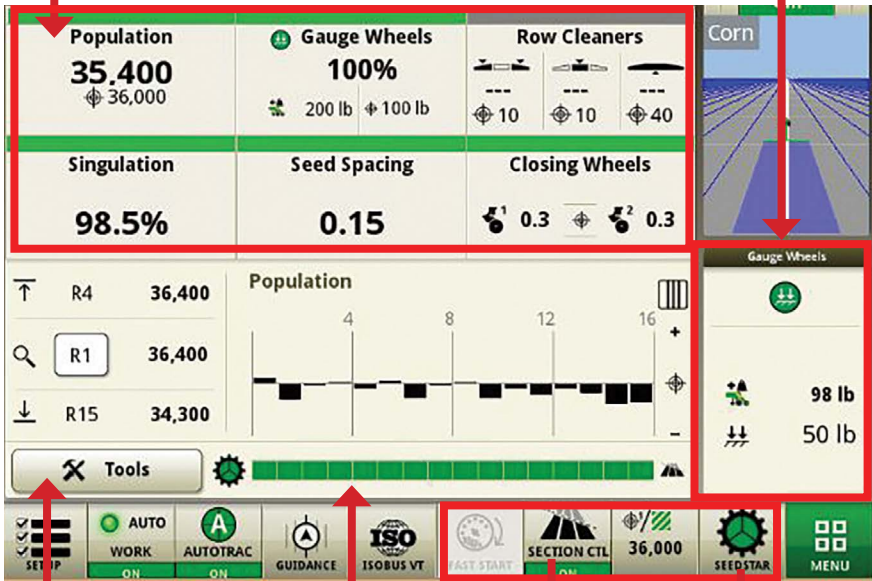 Population
35,400
36,000
Gauge Wheels
100%
200 lb 100 lb
Row Cleaners
--- --- ---
10 10 40
Singulation
98.5%
Seed Spacing
0.15
Closing Wheels
1 0.3 2 0.3
Corn
Gauge Wheels
98 lb
50 lb
R4 36,400
R1 36,400
R15 34,300
Population
4 8 12 16
+
-
Tools
SETUP
AUTO
WORK
ON
A
AUTOTRAC
ON
GUIDANCE
ISO
ISOBUS VT
FAST START
SECTION CTL
ON
1/
36,000
SEEDSTAR
MENU